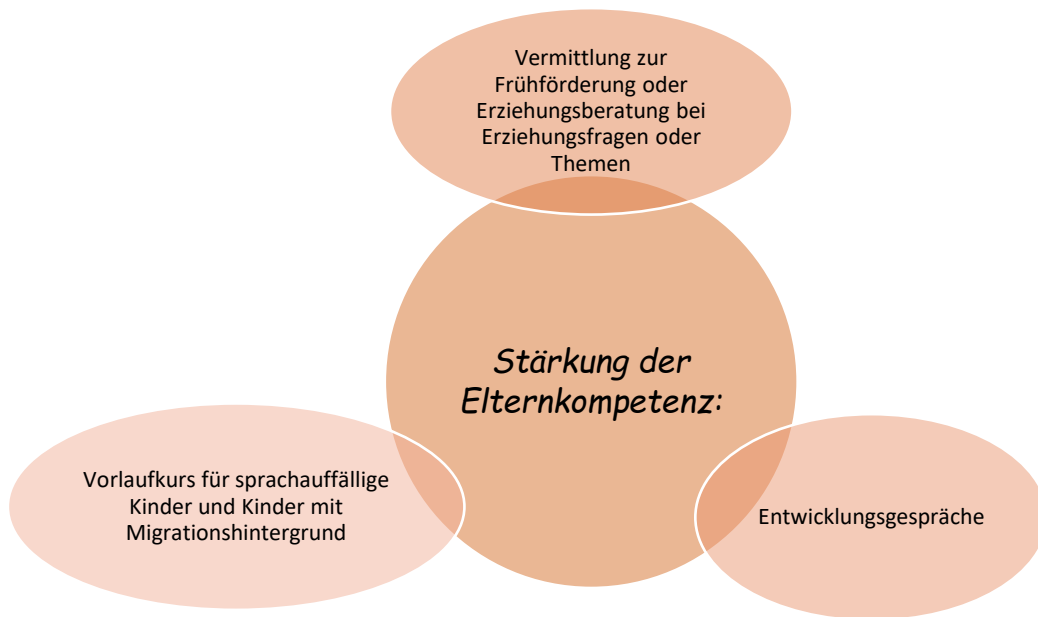 Vermittlung zur
Frühförderung oder
Erziehungsberatung bei
Erziehungsfragen oder
Themen
Stärkung der
Elternkompetenz:
Vorlaufkurs für sprachauffällige
Kinder und Kinder mit
Migrationshintergrund
Entwicklungsgespräche